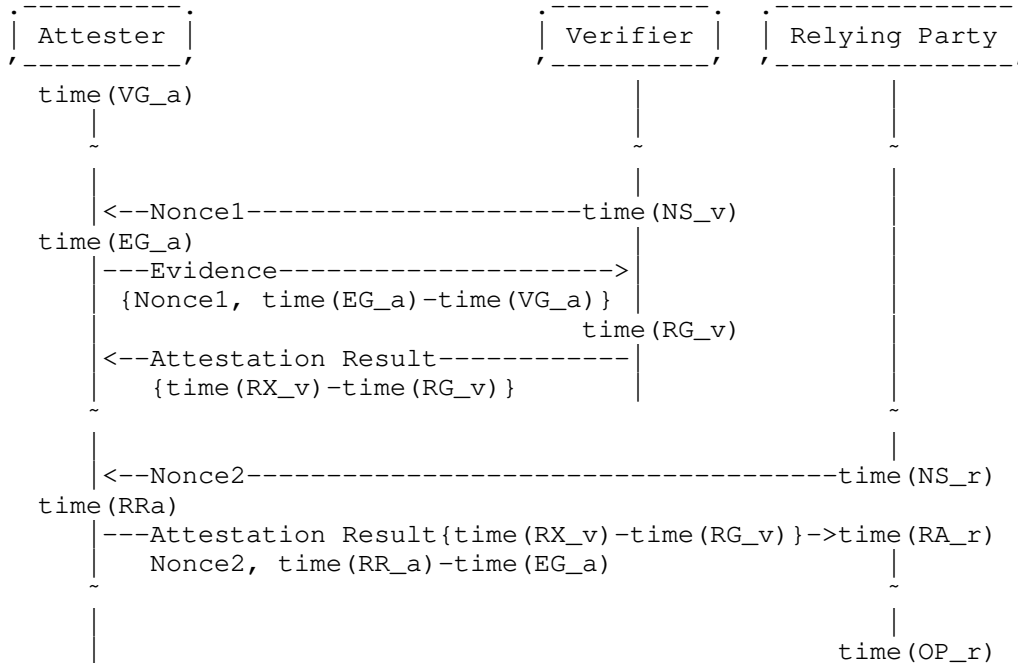 Attester Verifier Relying Party
time(VG_a)
<--Nonce1---------------------time(NS_v)
time(EG_a)
---Evidence--------------------->
{Nonce1, time(EG_a)-time(VG_a)}
time(RG_v)
<--Attestation Result------------
{time(RX_v)-time(RG_v)}
<--Nonce2-------------------------------------time(NS_r)
time(RRa)
---Attestation Result{time(RX_v)-time(RG_v)}->time(RA_r)
Nonce2, time(RR_a)-time(EG_a)
time(OP_r)